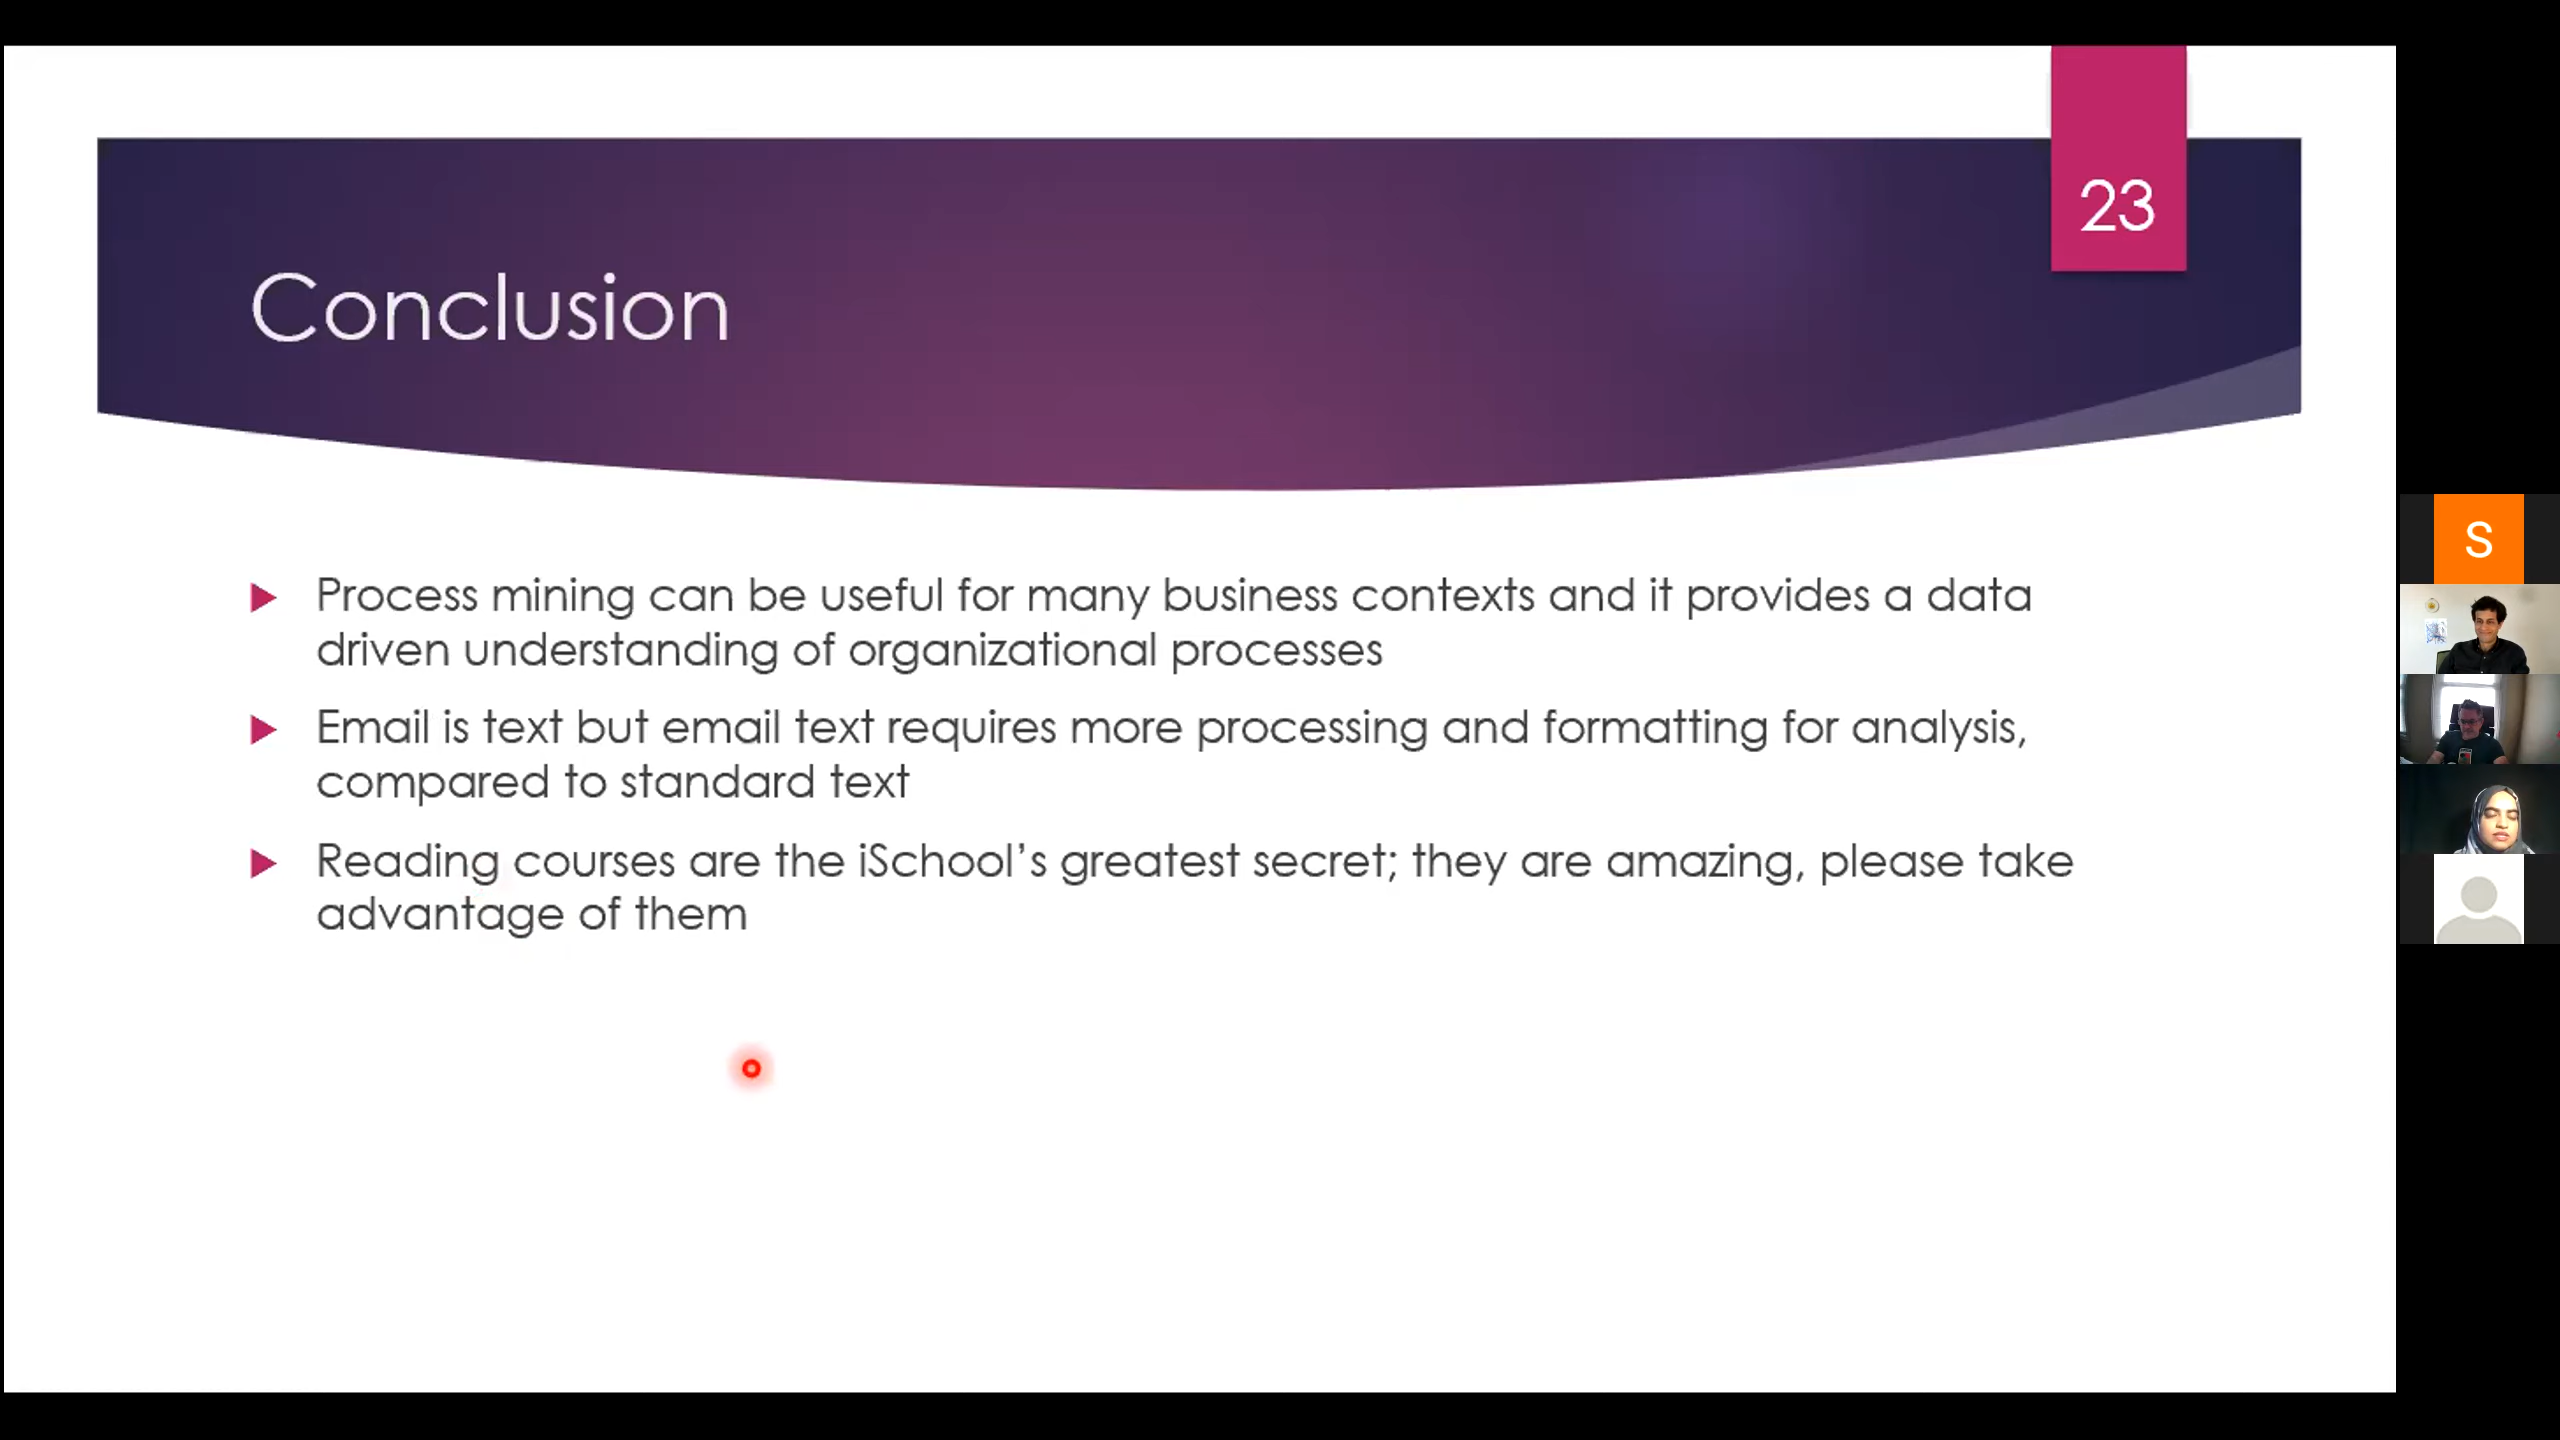 23
Conclusion
Process mining can be useful for many business contexts and it provides a data
driven understanding of organizational processes
Email is text but email text requires more processing and formatting for analysis,
compared to standard text
Reading courses are the iSchool’s greatest secret; they are amazing, please take
advantage of them
S